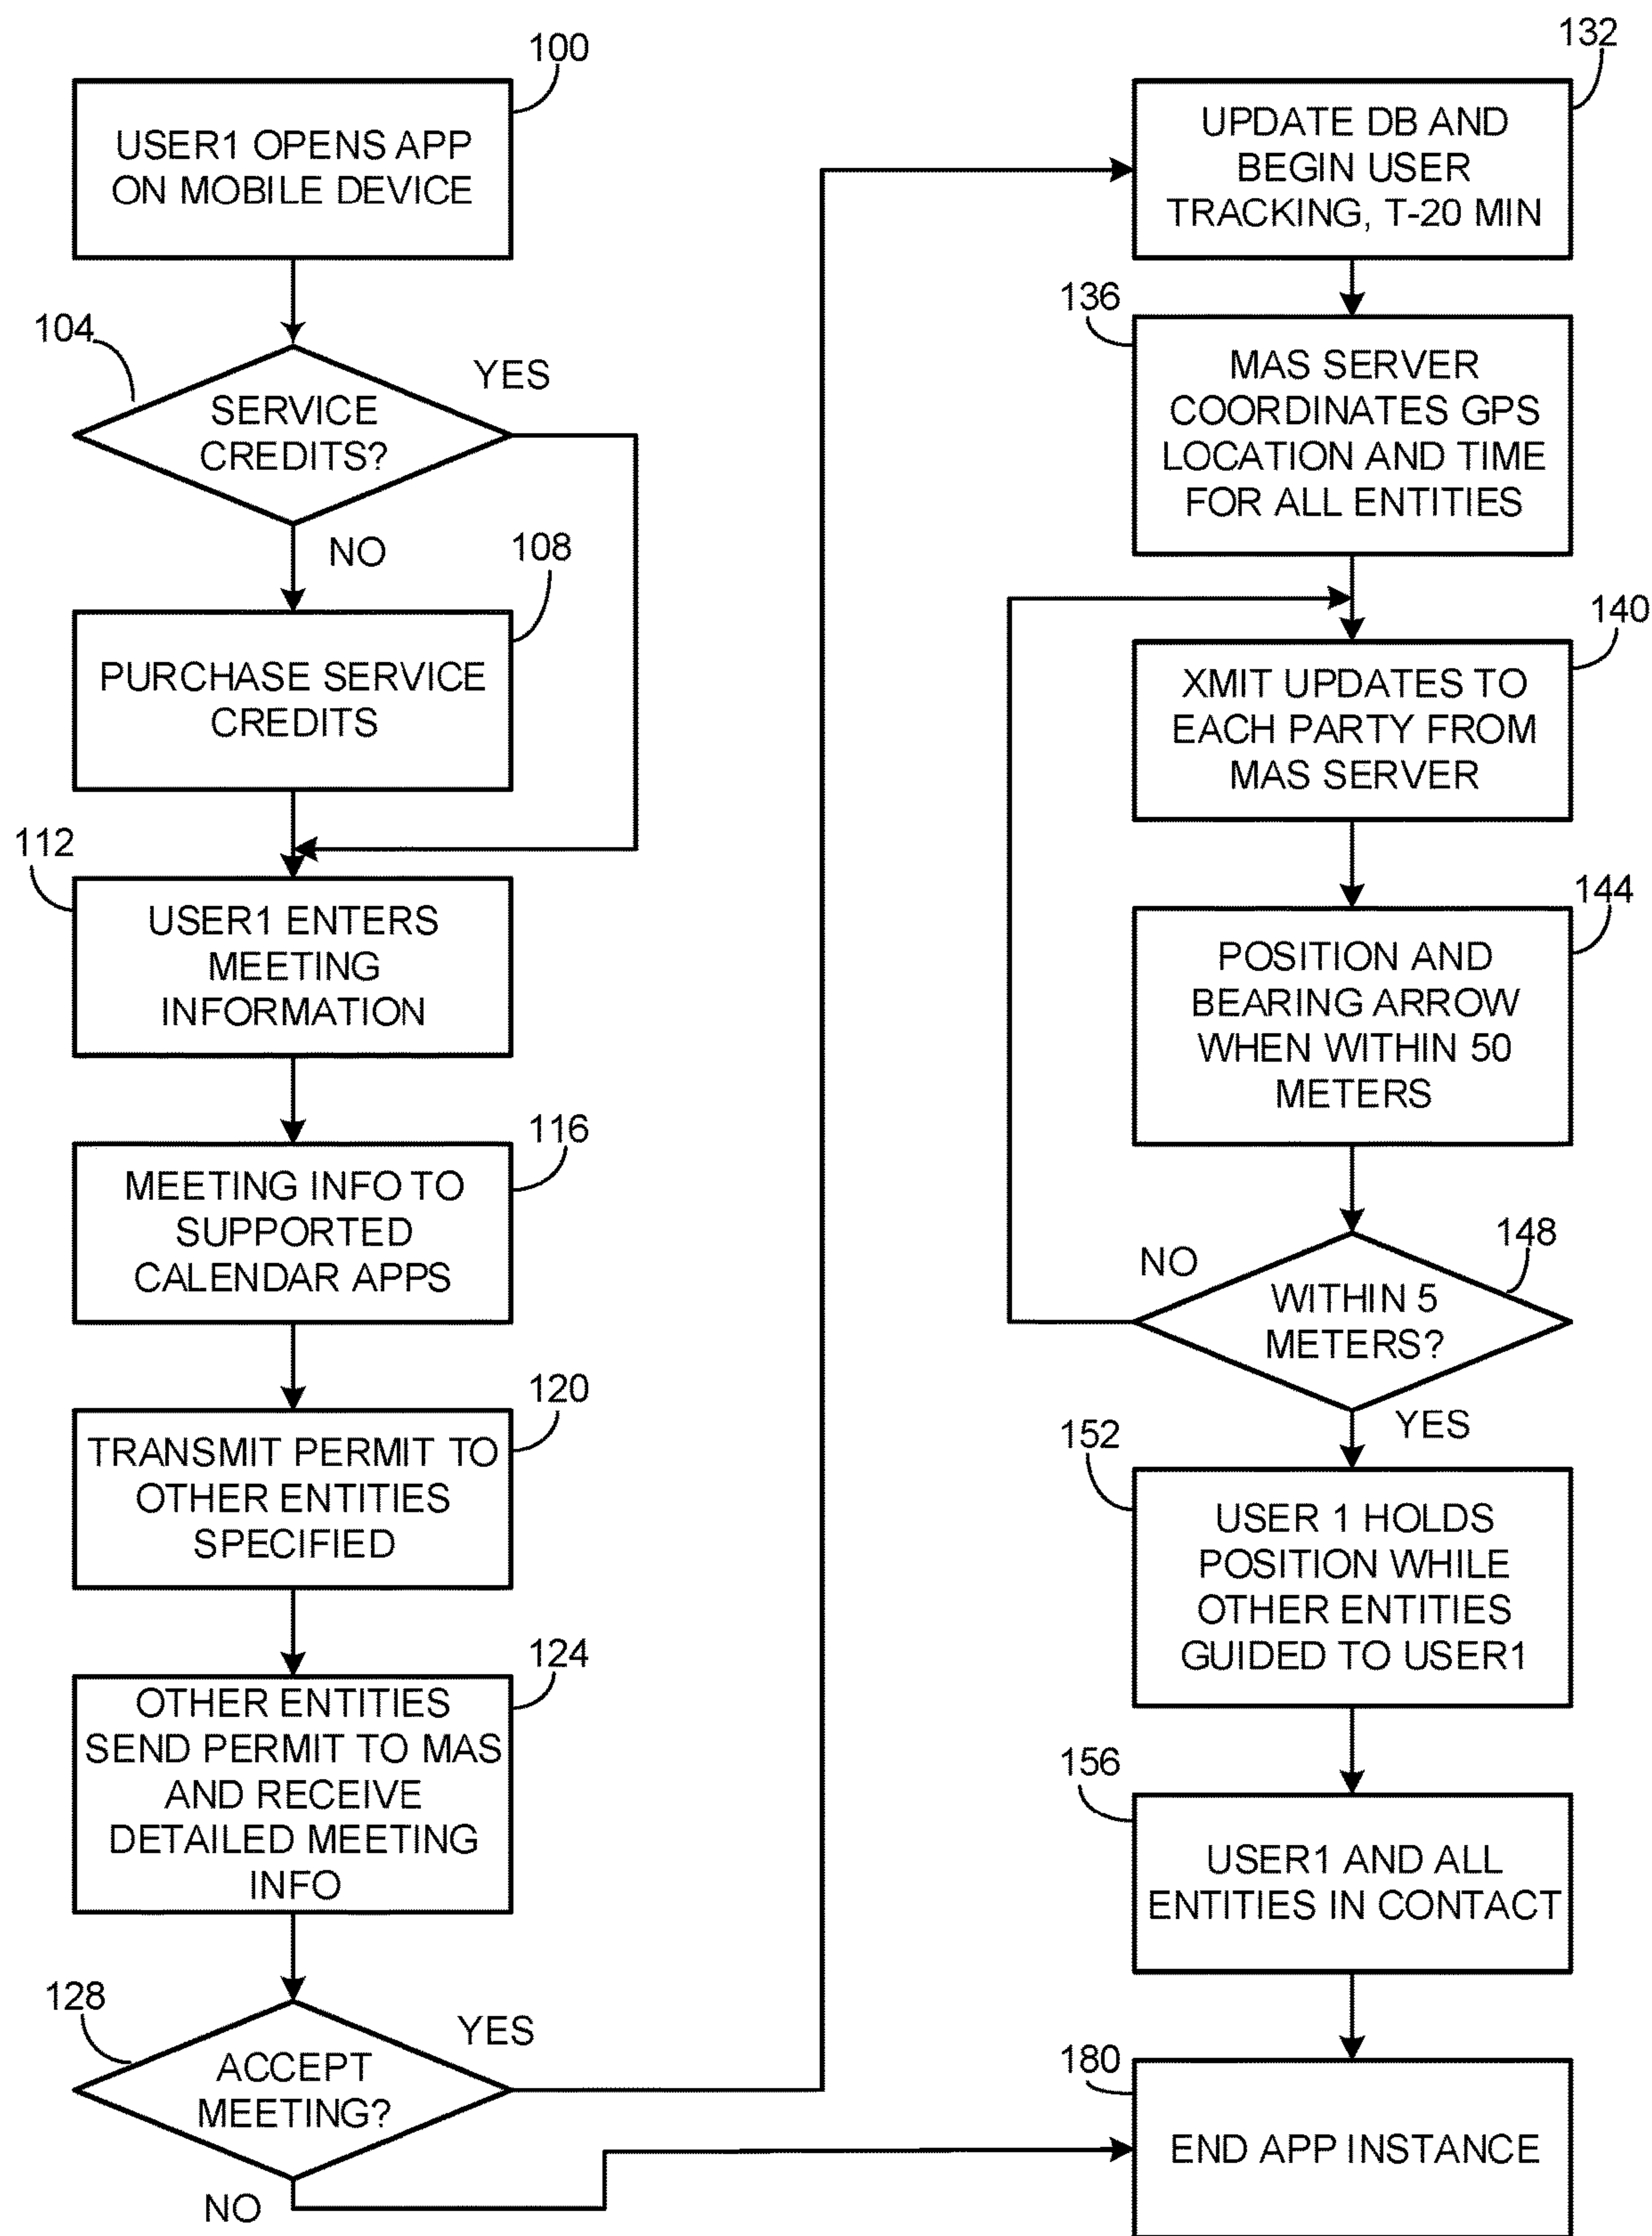 100
USER1 OPENS APP
ON MOBILE DEVICE
104
YES
SERVICE
CREDITS?
NO
108
PURCHASE SERVICE
CREDITS
112
USER1 ENTERS
MEETING
INFORMATION
116
MEETING INFO TO
SUPPORTED
CALENDAR APPS
120
TRANSMIT PERMIT TO
OTHER ENTITIES
SPECIFIED
124
OTHER ENTITIES
SEND PERMIT TO MAS
AND RECEIVE
DETAILED MEETING
INFO
128
YES
ACCEPT
MEETING?
NO
132
UPDATE DB AND
BEGIN USER
TRACKING, T-20 MIN
136
MAS SERVER
COORDINATES GPS
LOCATION AND TIME
FOR ALL ENTITIES
140
XMIT UPDATES TO
EACH PARTY FROM
MAS SERVER
144
POSITION AND
BEARING ARROW
WHEN WITHIN 50
METERS
148
NO
WITHIN 5
METERS?
YES
152
USER 1 HOLDS
POSITION WHILE
OTHER ENTITIES
GUIDED TO USER1
156
USER1 AND ALL
ENTITIES IN CONTACT
180
END APP INSTANCE